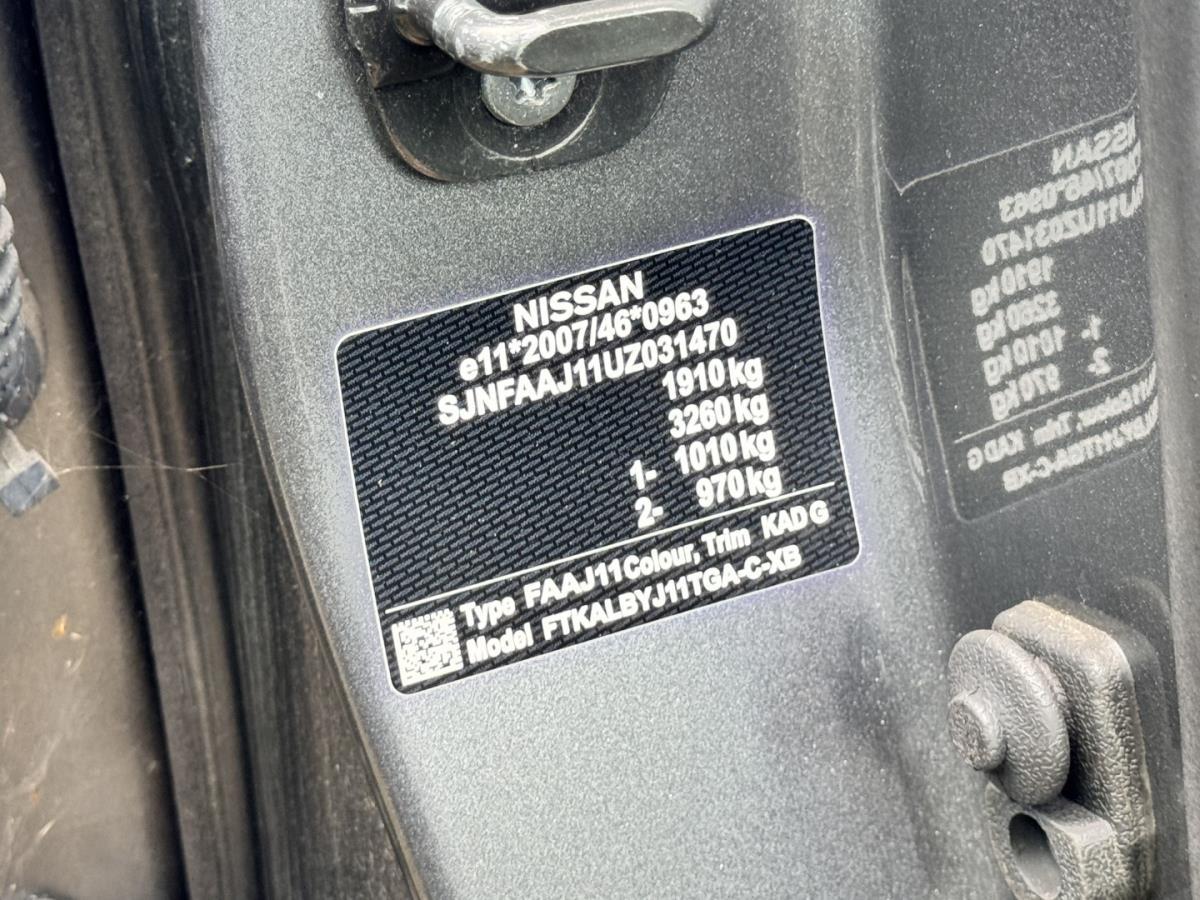 NISSAN
e11*2007/46*0963
SJNFAAJ11UZ031470
1910 kg
3260 kg
1- 1010 kg
2- 970 kg
Type FAAJ11 Colour, Trim KAD G
Model FTKALBYJ11TGA-C-XB